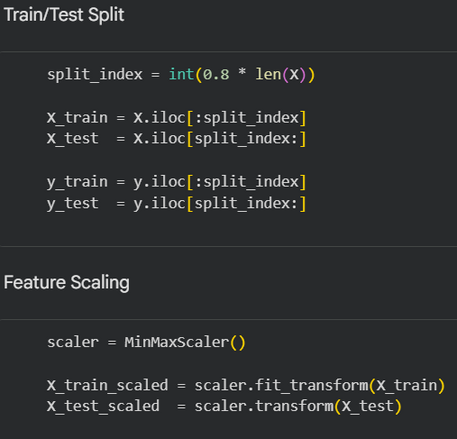 Train/Test Split
split_index = int(0.8 * len(X))
X_train = X.iloc[:split_index]
X_test  = X.iloc[split_index:]
y_train = y.iloc[:split_index]
y_test  = y.iloc[split_index:]
Feature Scaling
scaler = MinMaxScaler()
X_train_scaled = scaler.fit_transform(X_train)
X_test_scaled  = scaler.transform(X_test)